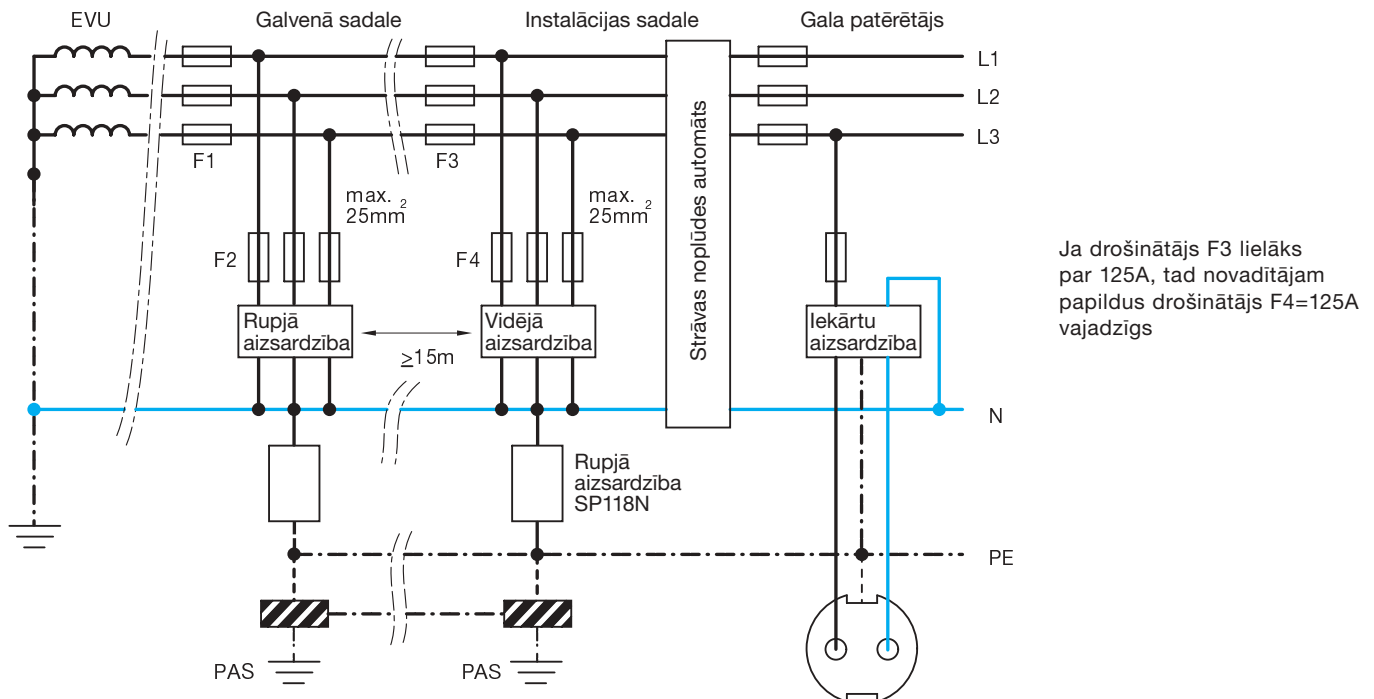 EVU
Galvenā sadale
Instalācijas sadale
Gala patērētājs
L1
L2
L3
F1
F3
max.
25mm²
max.
25mm²
F2
F4
Rupjā
aizsardzība
≥15m
Vidējā
aizsardzība
Strāvas noplūdes automāts
Iekārtu
aizsardzība
Ja drošinātājs F3 lielāks
par 125A, tad novadītājam
papildus drošinātājs F4=125A
vajadzīgs
N
Rupjā
aizsardzība
SP118N
PE
PAS
PAS